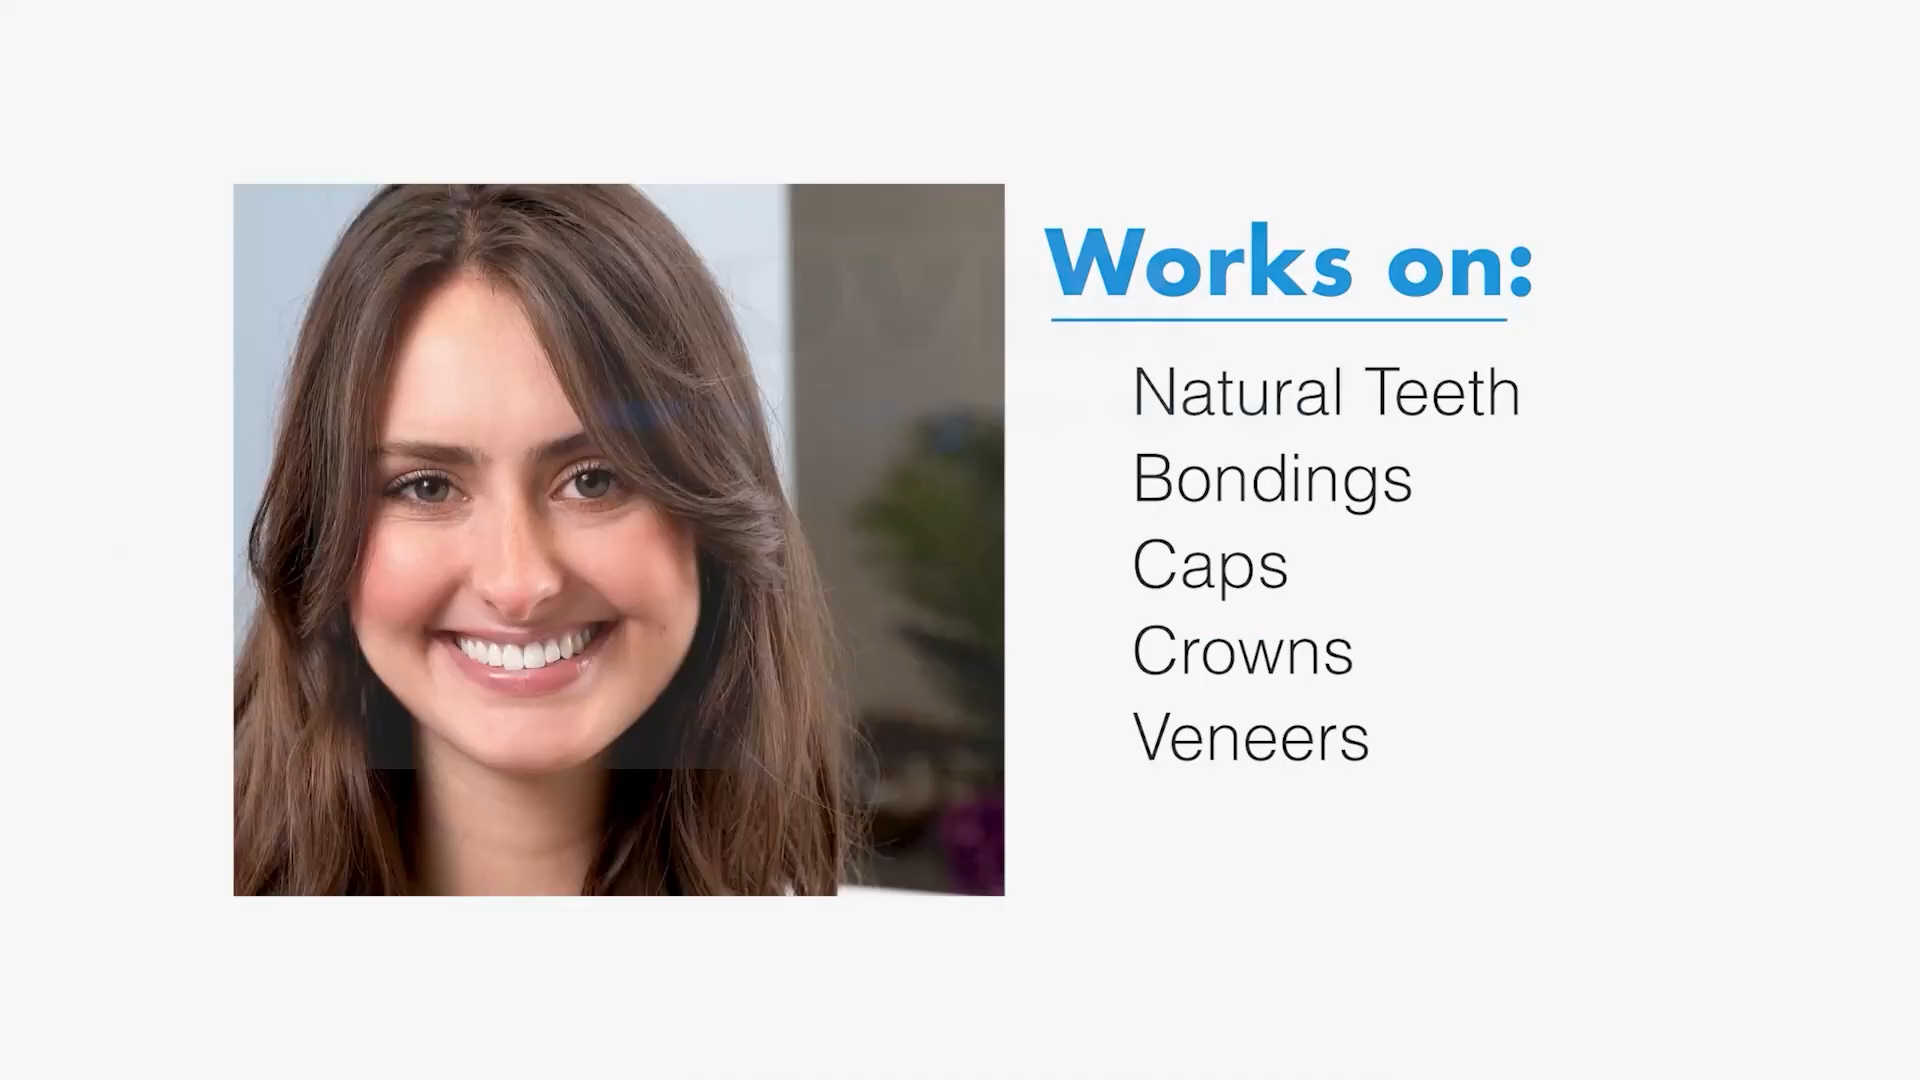 Works on:
Natural Teeth
Bondings
Caps
Crowns
Veneers